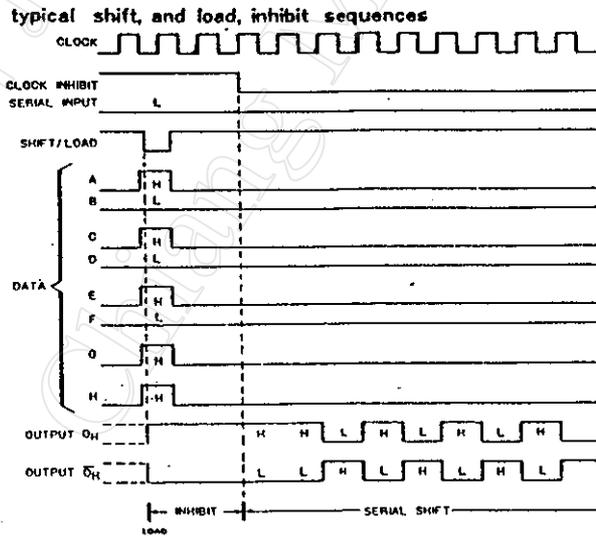 typical shift, and load, inhibit sequences
CLOCK
CLOCK INHIBIT
SERIAL INPUT L
SHIFT/LOAD
A H
B L
C H
D L
DATA
E H
F L
G H
H H
OUTPUT QH H H L H L H L H
OUTPUT Q̅H L L H L H L H L
INHIBIT SERIAL SHIFT
LOAD
Chiang M